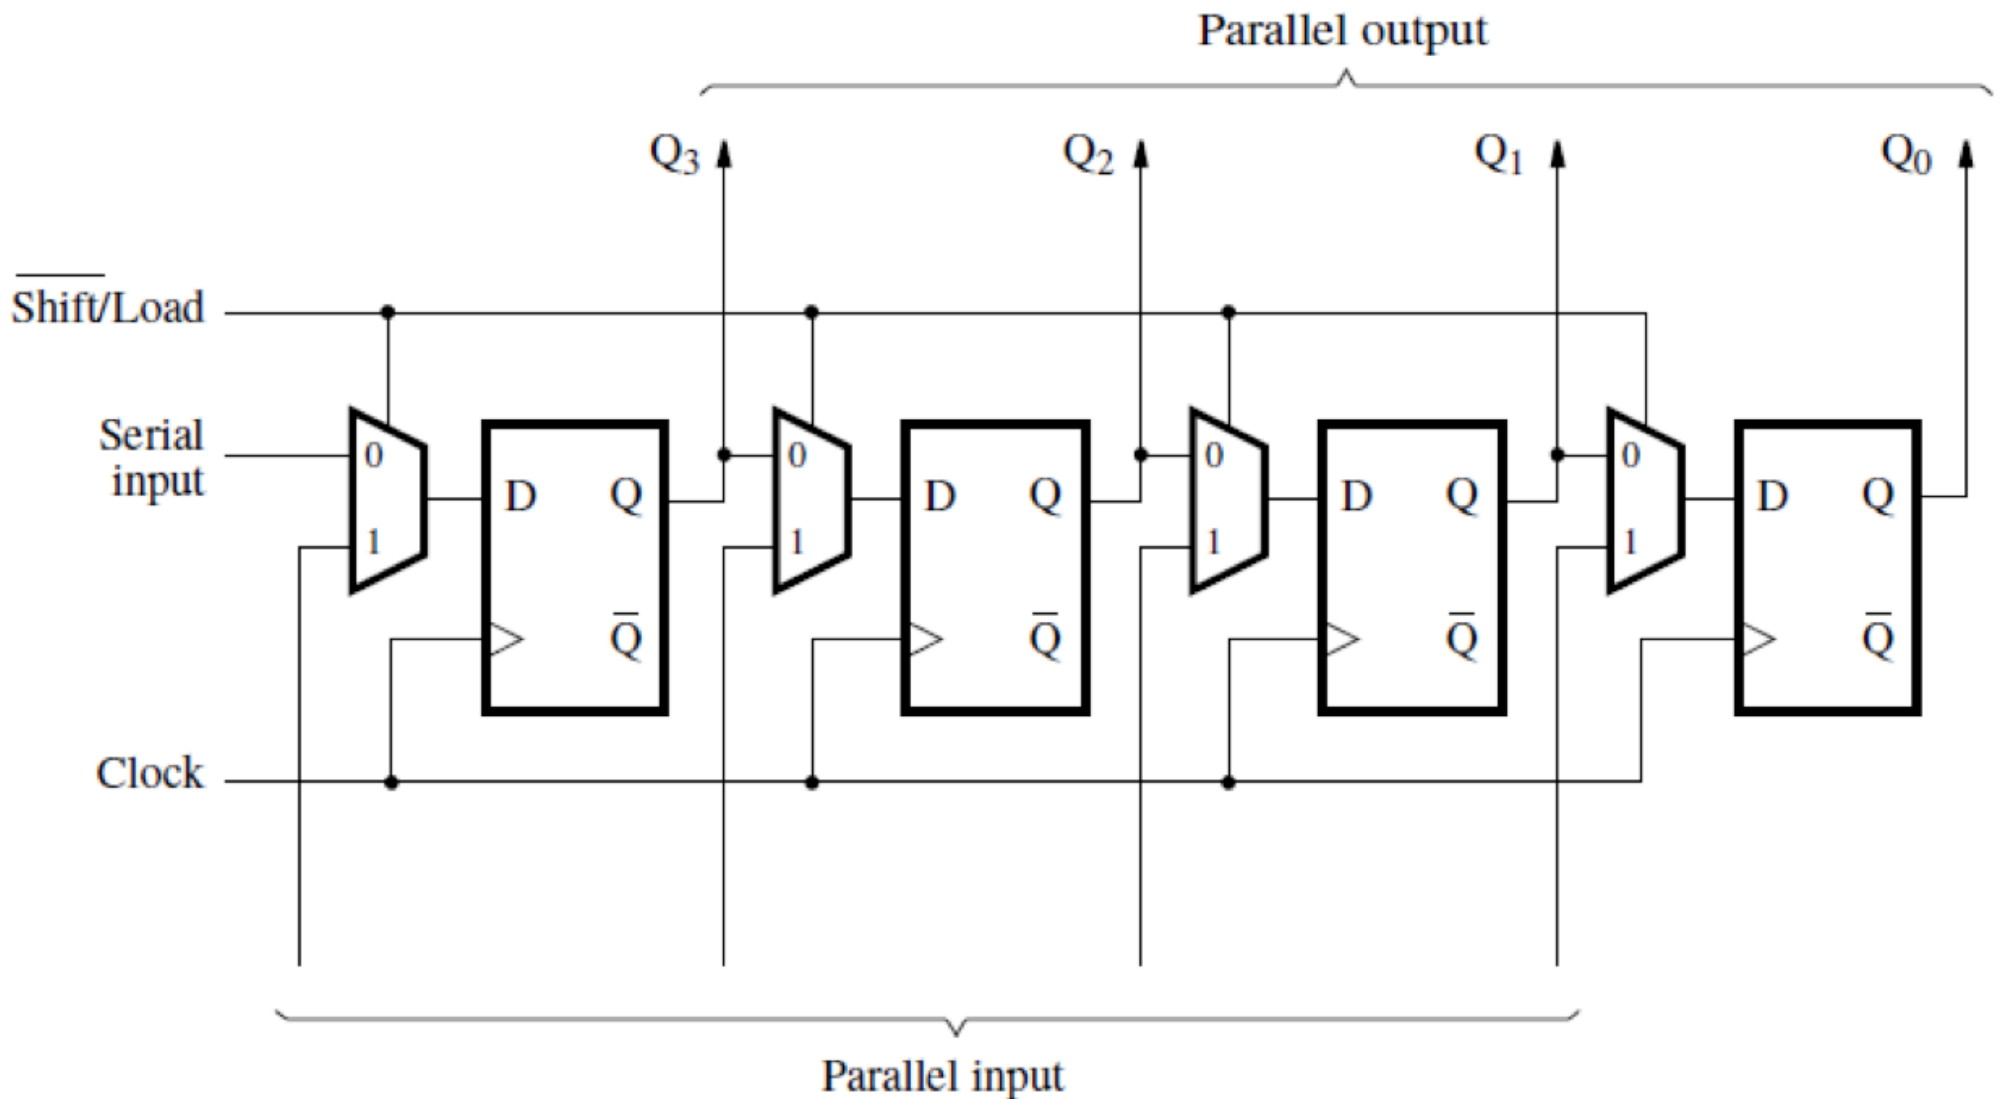 Parallel output
Q3 Q2 Q1 Q0
Shift/Load
Serial
input
0 0 0 0
D Q D Q D Q D Q
1 1 1 1
Q̅ Q̅ Q̅ Q̅
Clock
Parallel input